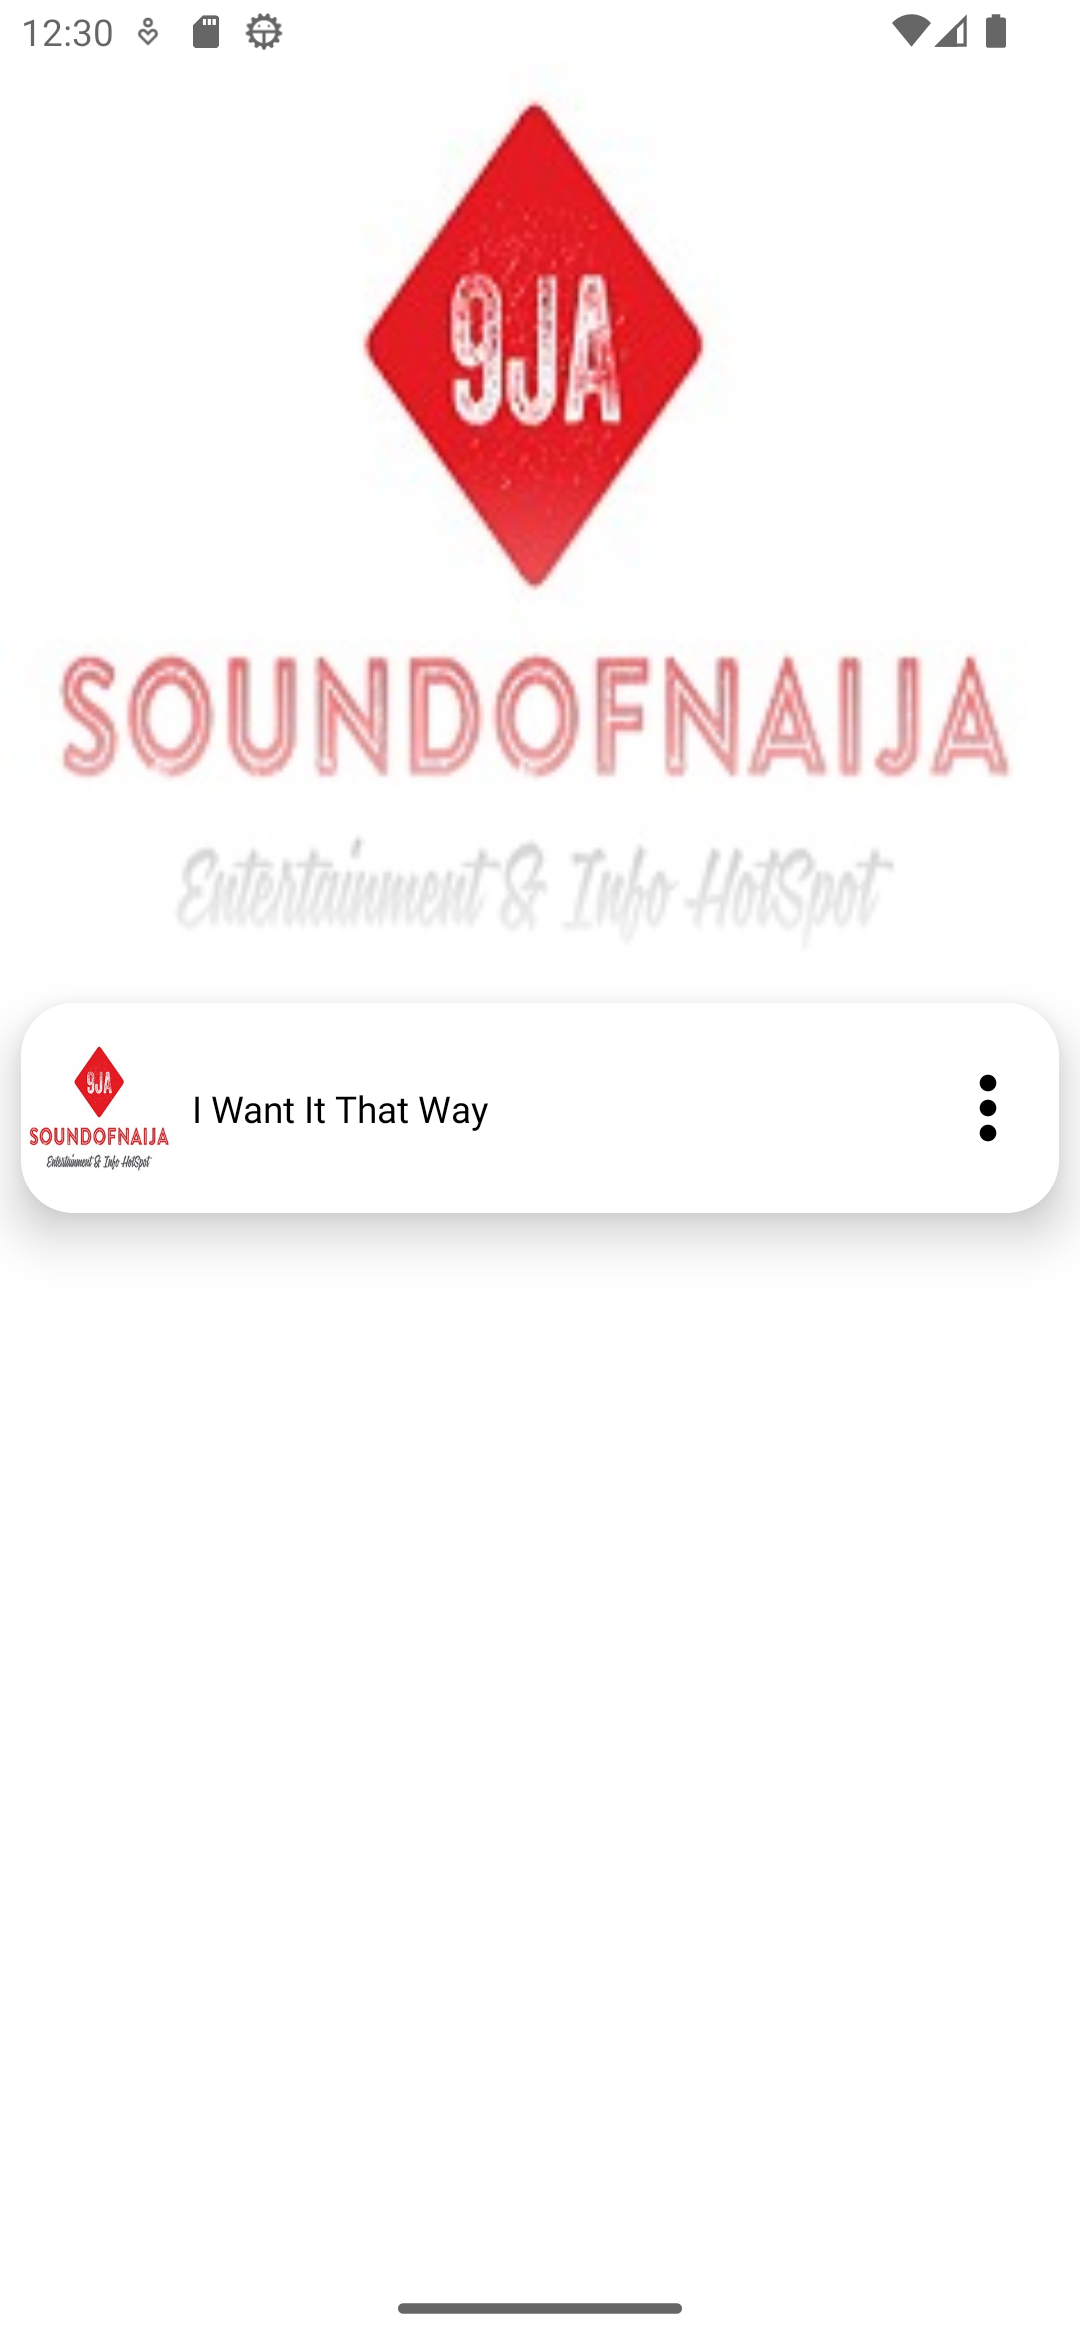 12:30
9JA
SOUNDOFNAIJA
Entertainment & Info HotSpot
9JA
SOUNDOFNAIJA
Entertainment & Info HotSpot
I Want It That Way